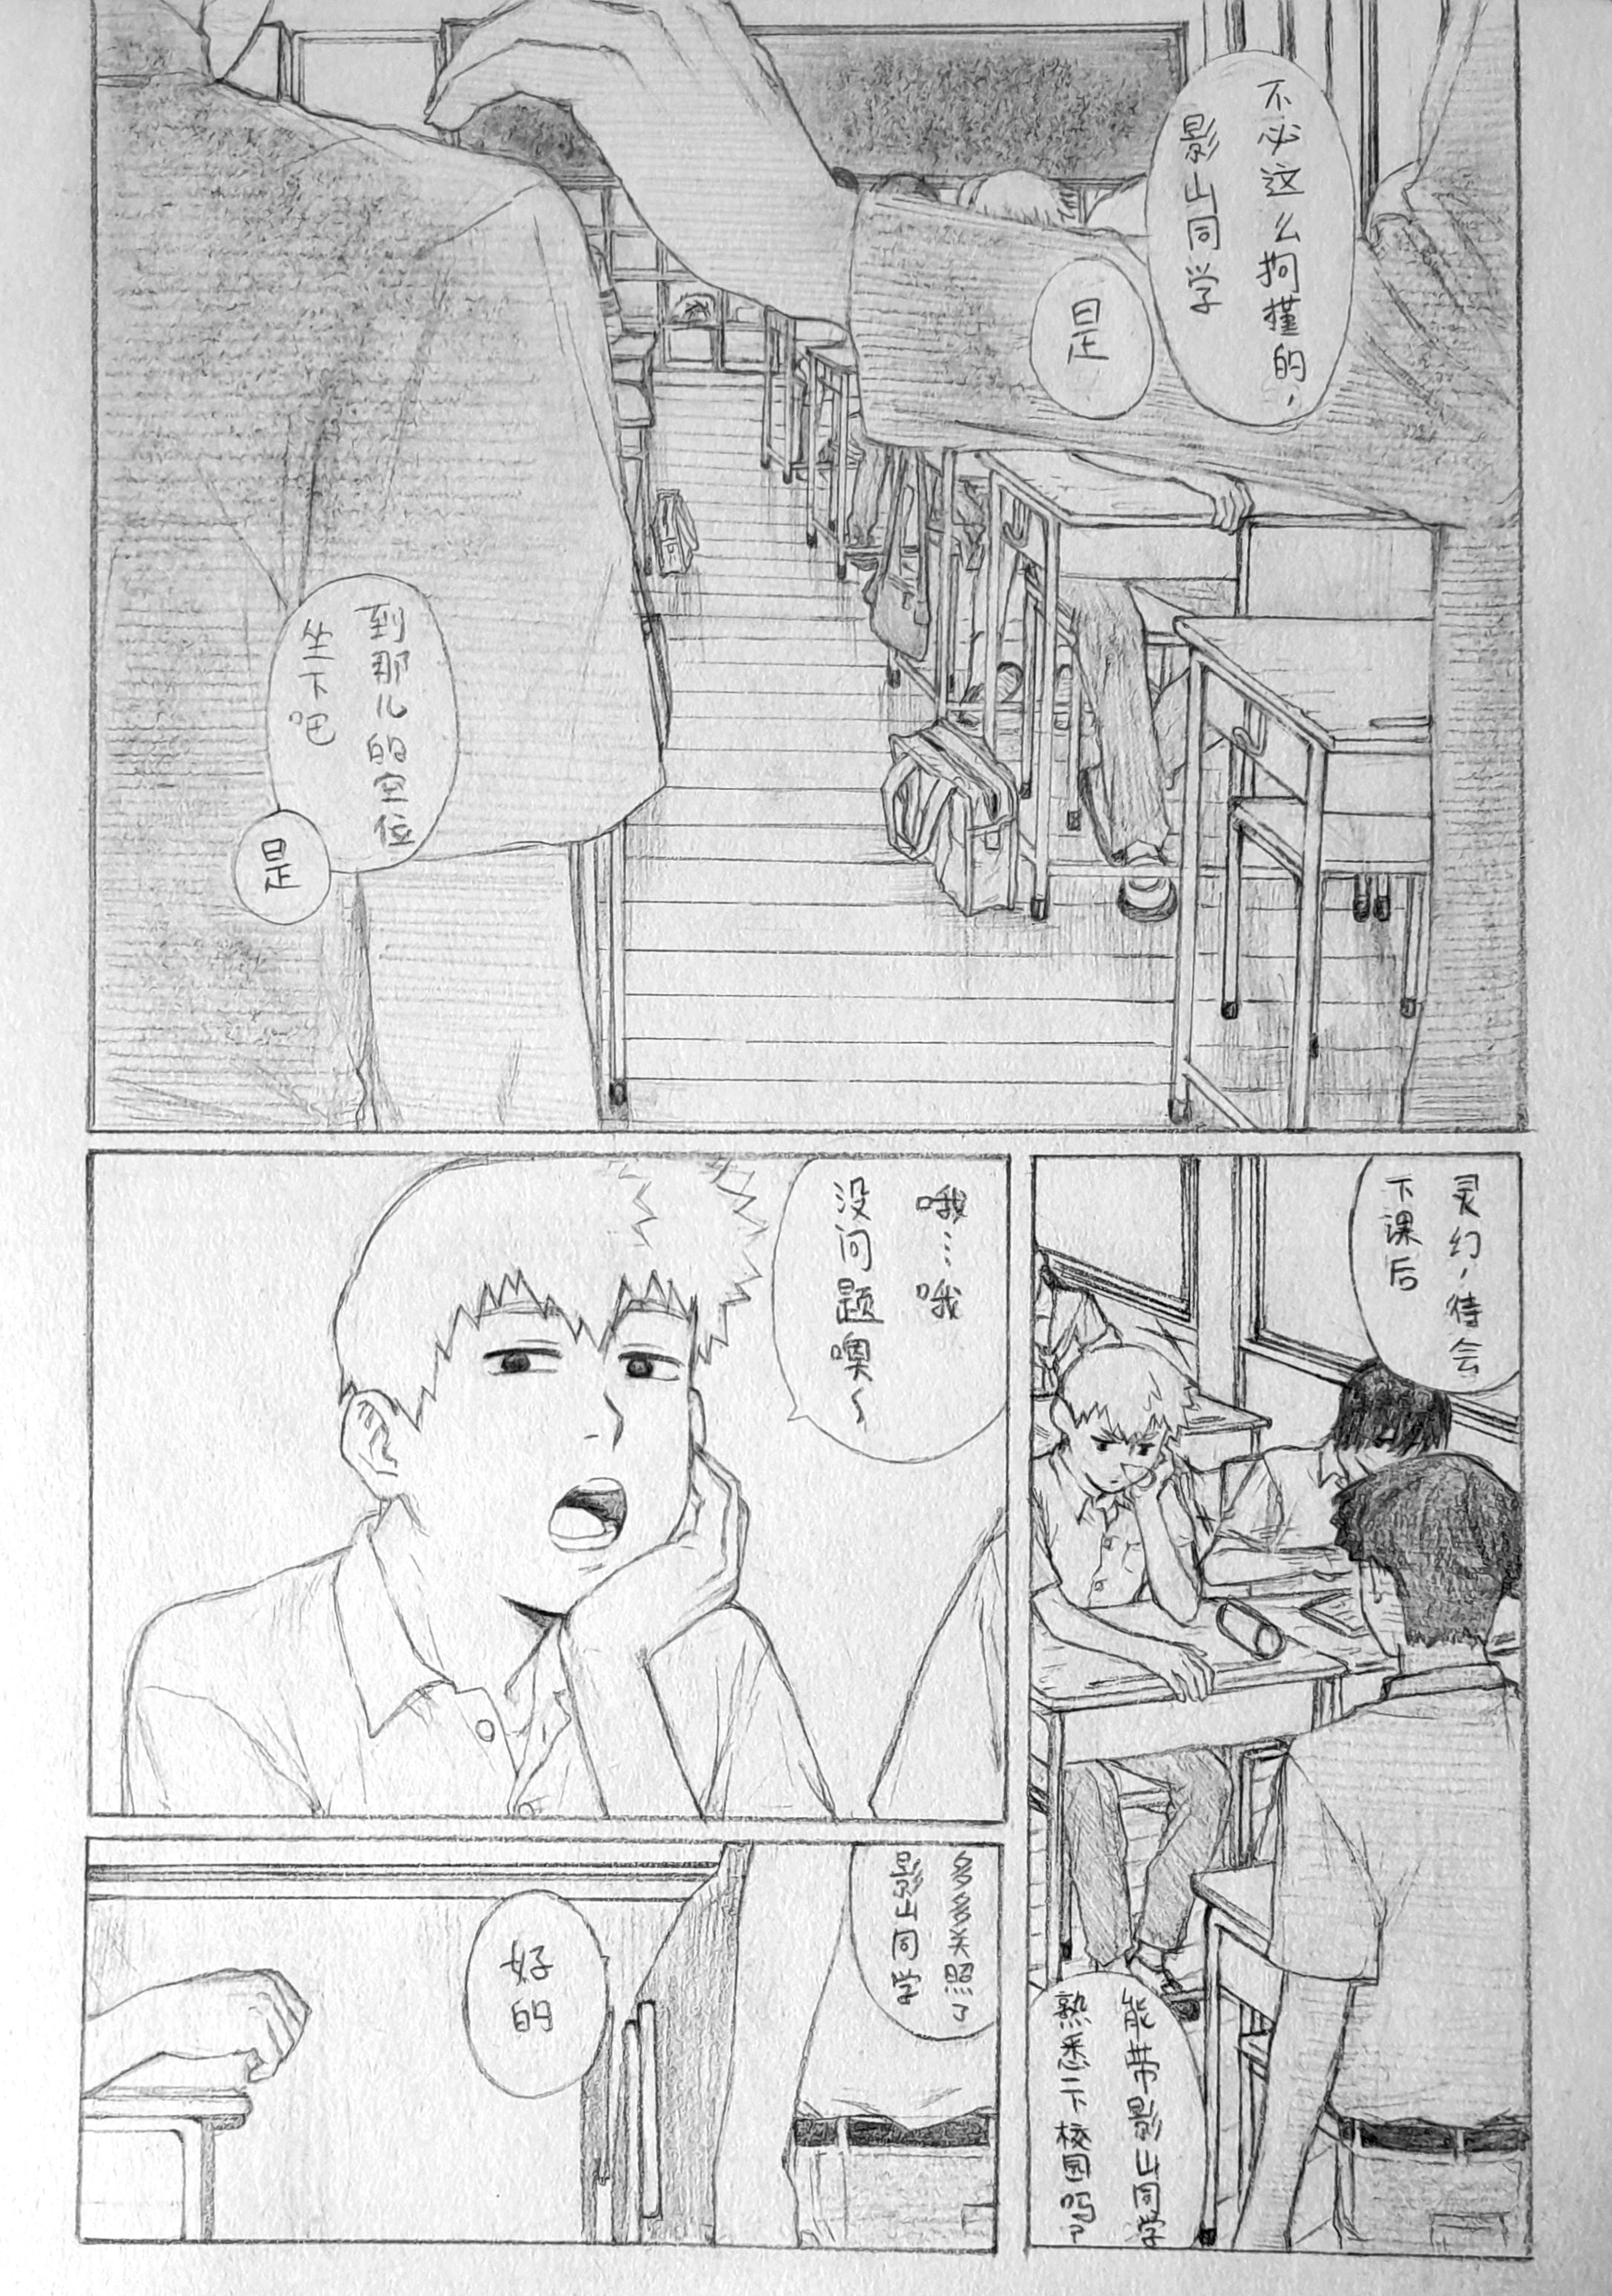 不必这么拘谨的,
影山同学
是
到那儿的空位
坐下吧
是
灵幻,待会
下课后
能带影山同学
熟悉一下校园吗?
哦…哦
没问题噢~
多多关照了
影山同学
好的